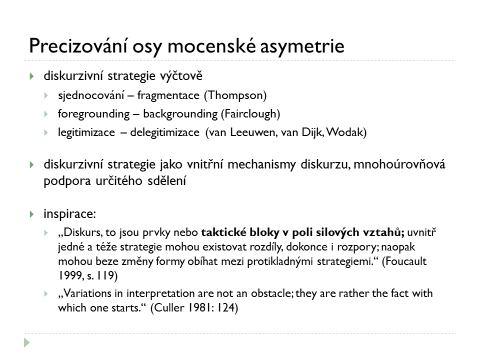 Precizování osy mocenské asymetrie
diskurzivní strategie výčtově
sjednocování – fragmentace (Thompson)
foregrounding – backgrounding (Fairclough)
legitimizace – delegitimizace (van Leeuwen, van Dijk, Wodak)
diskurzivní strategie jako vnitřní mechanismy diskurzu, mnohoúrovňová
podpora určitého sdělení
inspirace:
„Diskurs, to jsou prvky nebo taktické bloky v poli silových vztahů; uvnitř
jedné a téže strategie mohou existovat rozdíly, dokonce i rozpory; naopak
mohou beze změny formy obíhat mezi protikladnými strategiemi.“ (Foucault
1999, s. 119)
„Variations in interpretation are not an obstacle; they are rather the fact with
which one starts.“ (Culler 1981: 124)